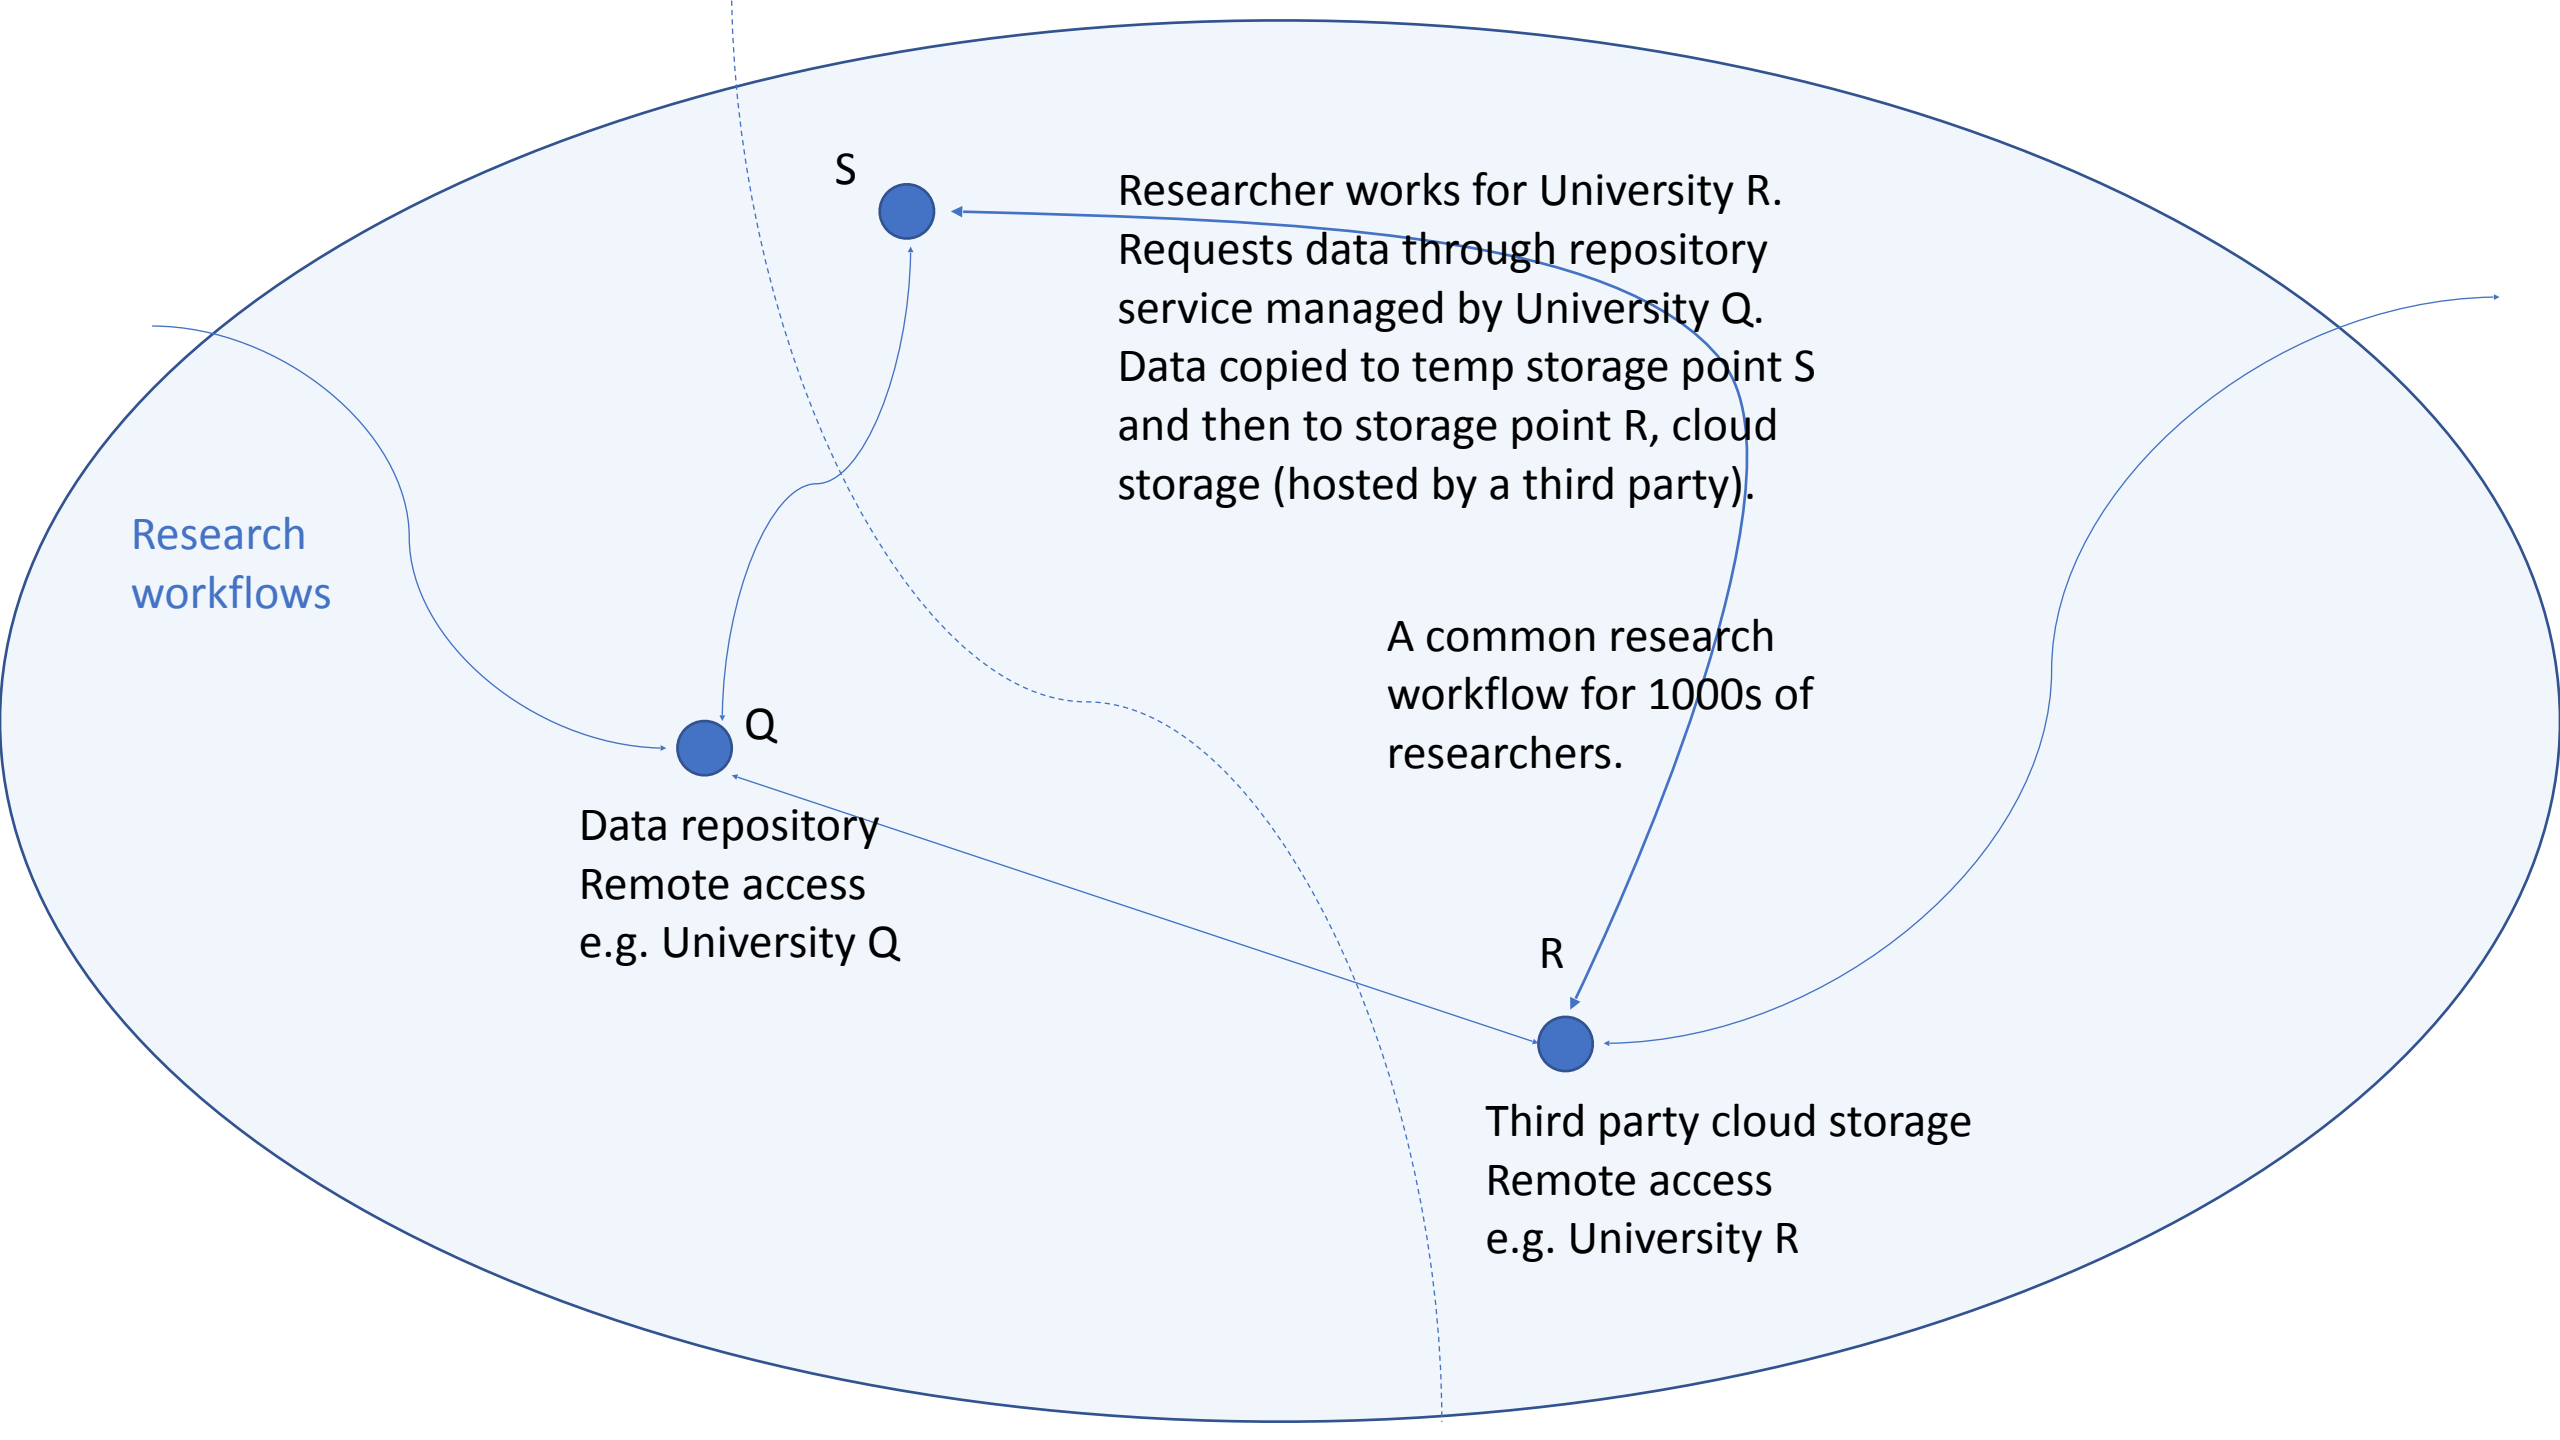 S
Researcher works for University R.
Requests data through repository
service managed by University Q.
Data copied to temp storage point S
and then to storage point R, cloud
storage (hosted by a third party).
Research
workflows
A common research
workflow for 1000s of
researchers.
Q
Data repository
Remote access
e.g. University Q
R
Third party cloud storage
Remote access
e.g. University R